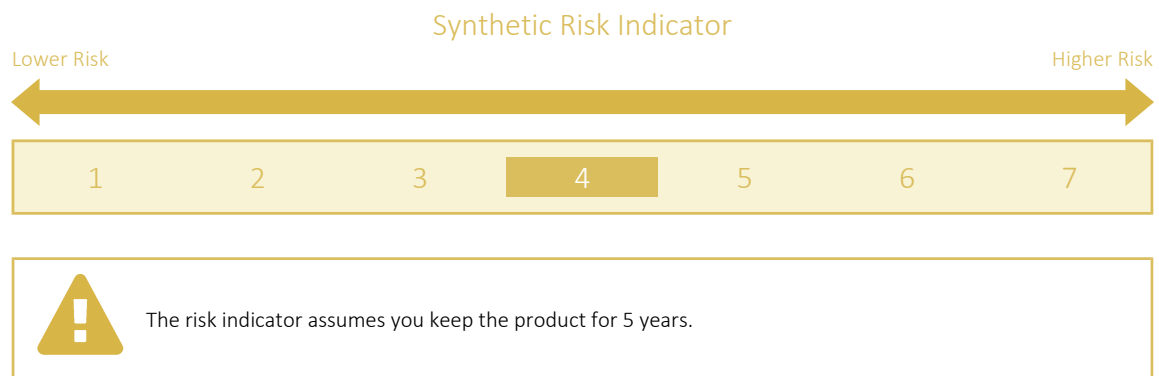 Synthetic Risk Indicator
Lower Risk Higher Risk
1 2 3 4 5 6 7
The risk indicator assumes you keep the product for 5 years.